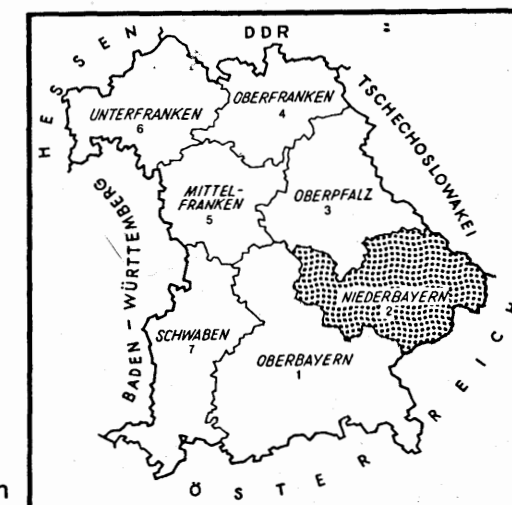 HESSEN
DDR
TSCHECHOSLOWAKEI
UNTERFRANKEN
6
OBERFRANKEN
4
MITTEL-
FRANKEN
5
OBERPFALZ
3
BADEN - WÜRTTEMBERG
NIEDERBAYERN
2
SCHWABEN
7
OBERBAYERN
1
ÖSTERREICH
n